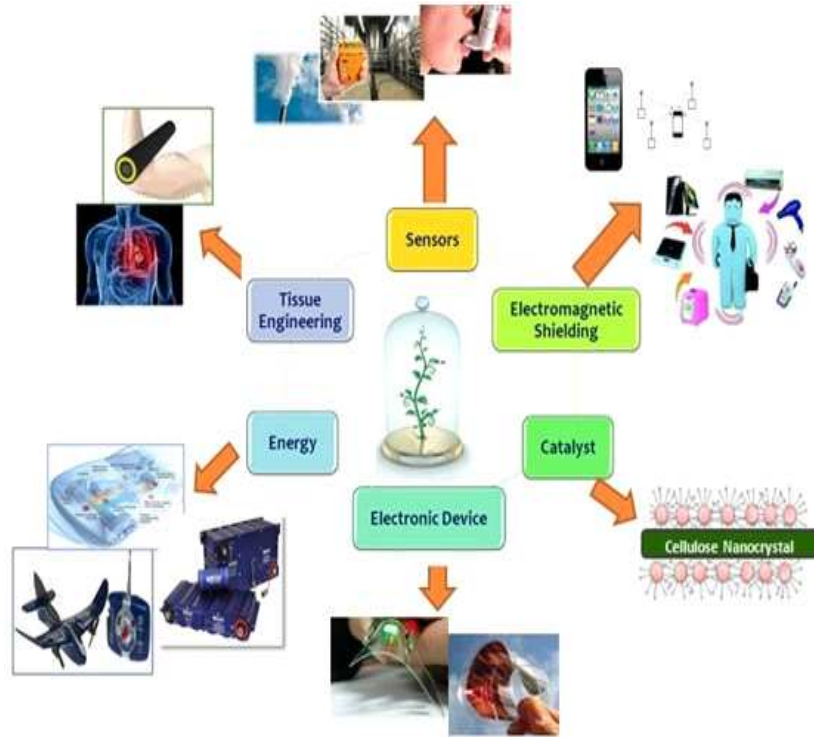 Sensors
Tissue
Engineering
Electromagnetic
Shielding
Energy
Catalyst
Electronic Device
Cellulose Nanocrystal